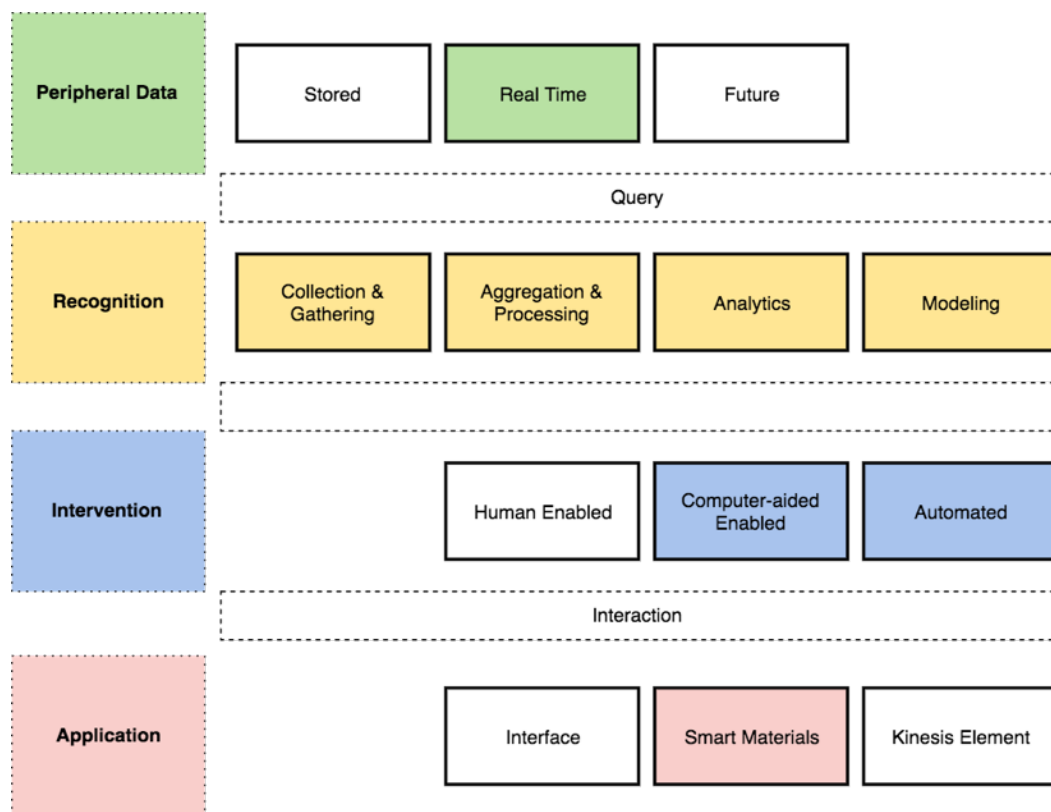 Peripheral Data
Stored
Real Time
Future
Query
Recognition
Collection &
Gathering
Aggregation &
Processing
Analytics
Modeling
Intervention
Human Enabled
Computer-aided
Enabled
Automated
Interaction
Application
Interface
Smart Materials
Kinesis Element